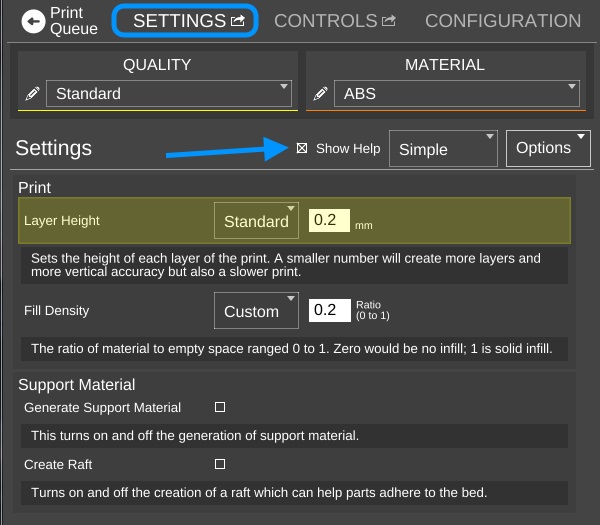 Print
Queue
SETTINGS
CONTROLS
CONFIGURATION
QUALITY
MATERIAL
Standard
ABS
Settings
Show Help
Simple
Options
Print
Layer Height
Standard
0.2
mm
Sets the height of each layer of the print. A smaller number will create more layers and
more vertical accuracy but also a slower print.
Fill Density
Custom
0.2
Ratio
(0 to 1)
The ratio of material to empty space ranged 0 to 1. Zero would be no infill; 1 is solid infill.
Support Material
Generate Support Material
This turns on and off the generation of support material.
Create Raft
Turns on and off the creation of a raft which can help parts adhere to the bed.